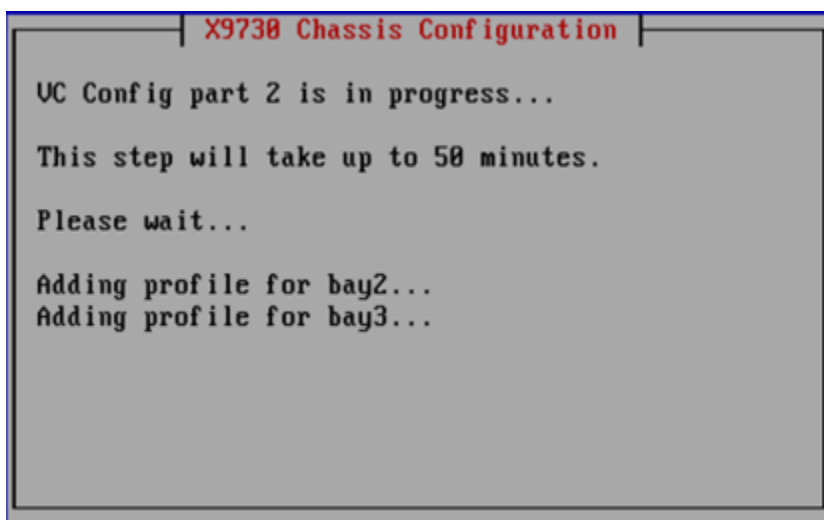 X9730 Chassis Configuration
VC Config part 2 is in progress...
This step will take up to 50 minutes.
Please wait...
Adding profile for bay2...
Adding profile for bay3...